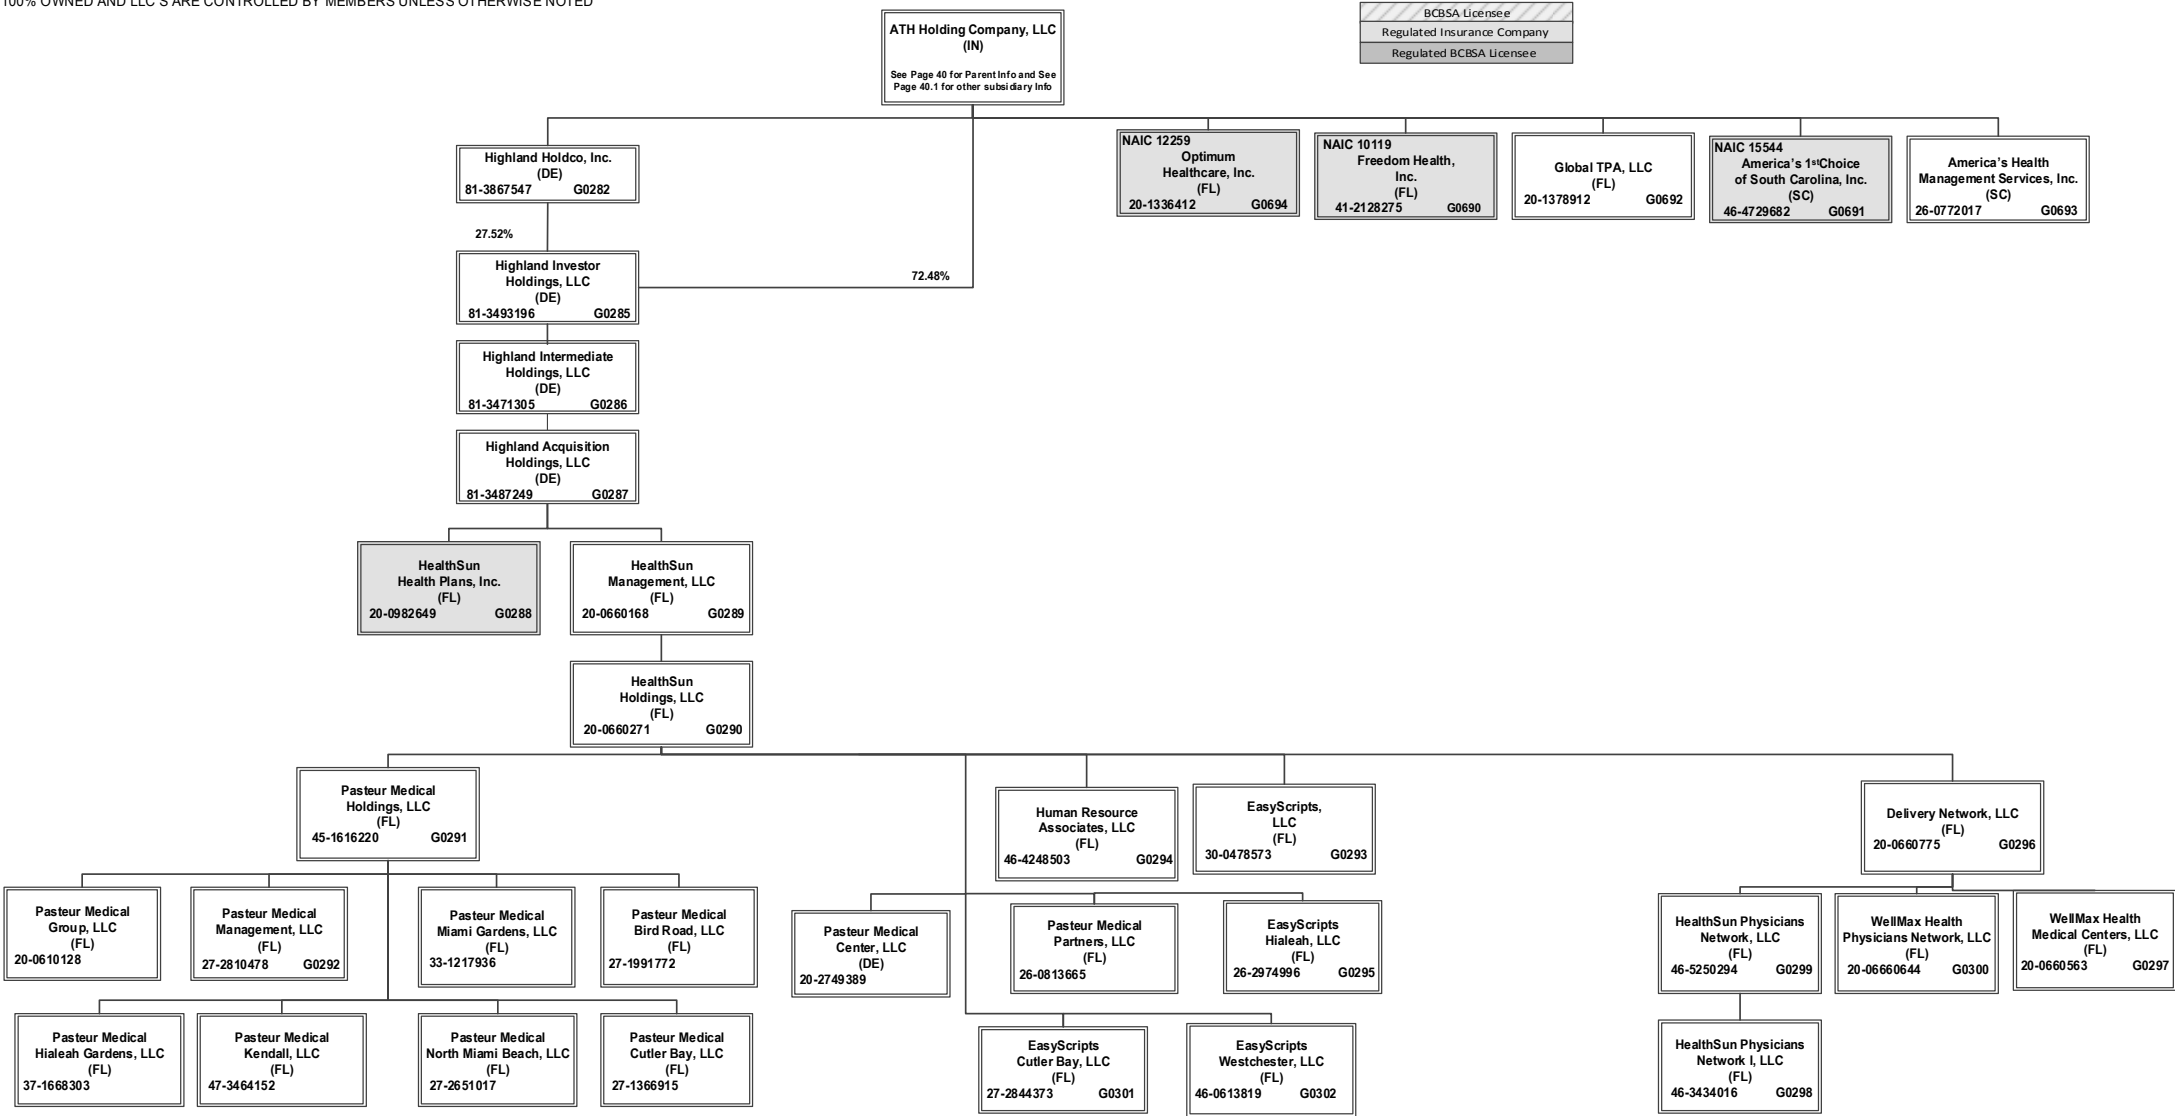 100% OWNED AND LLC'S ARE CONTROLLED BY MEMBERS UNLESS OTHERWISE NOTED
BCBSA Licensee
Regulated Insurance Company
Regulated BCBSA Licensee
ATH Holding Company, LLC
(IN)
See Page 40 for Parent Info and See
Page 40.1 for other subsidiary Info
Highland Holdco, Inc.
(DE)
81-3867547 G0282
NAIC 12259
Optimum
Healthcare, Inc.
(FL)
20-1336412 G0694
NAIC 10119
Freedom Health,
Inc.
(FL)
41-2128275 G0690
Global TPA, LLC
(FL)
20-1378912 G0692
NAIC 15544
America's 1stChoice
of South Carolina, Inc.
(SC)
46-4729682 G0691
America's Health
Management Services, Inc.
(SC)
26-0772017 G0693
27.52%
72.48%
Highland Investor
Holdings, LLC
(DE)
81-3493196 G0285
Highland Intermediate
Holdings, LLC
(DE)
81-3471305 G0286
Highland Acquisition
Holdings, LLC
(DE)
81-3487249 G0287
HealthSun
Health Plans, Inc.
(FL)
20-0982649 G0288
HealthSun
Management, LLC
(FL)
20-0660168 G0289
HealthSun
Holdings, LLC
(FL)
20-0660271 G0290
Pasteur Medical
Holdings, LLC
(FL)
45-1616220 G0291
Human Resource
Associates, LLC
(FL)
46-4248503 G0294
EasyScripts,
LLC
(FL)
30-0478573 G0293
Delivery Network, LLC
(FL)
20-0660775 G0296
Pasteur Medical
Group, LLC
(FL)
20-0610128
Pasteur Medical
Management, LLC
(FL)
27-2810478 G0292
Pasteur Medical
Miami Gardens, LLC
(FL)
33-1217936
Pasteur Medical
Bird Road, LLC
(FL)
27-1991772
Pasteur Medical
Center, LLC
(DE)
20-2749389
Pasteur Medical
Partners, LLC
(FL)
26-0813665
EasyScripts
Hialeah, LLC
(FL)
26-2974996 G0295
HealthSun Physicians
Network, LLC
(FL)
46-5250294 G0299
WellMax Health
Physicians Network, LLC
(FL)
20-06660644 G0300
WellMax Health
Medical Centers, LLC
(FL)
20-0660563 G0297
Pasteur Medical
Hialeah Gardens, LLC
(FL)
37-1668303
Pasteur Medical
Kendall, LLC
(FL)
47-3464152
Pasteur Medical
North Miami Beach, LLC
(FL)
27-2651017
Pasteur Medical
Cutler Bay, LLC
(FL)
27-1366915
EasyScripts
Cutler Bay, LLC
(FL)
27-2844373 G0301
EasyScripts
Westchester, LLC
(FL)
46-0613819 G0302
HealthSun Physicians
Network I, LLC
(FL)
46-3434016 G0298